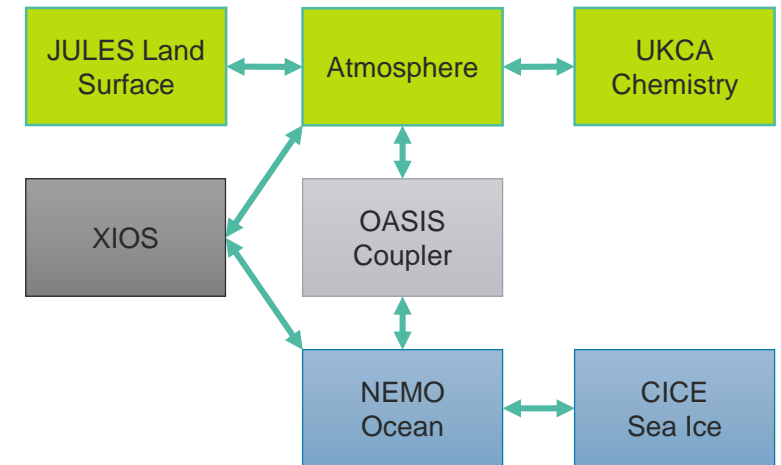 JULES Land
Surface
Atmosphere
UKCA
Chemistry
XIOS
OASIS
Coupler
NEMO
Ocean
CICE
Sea Ice